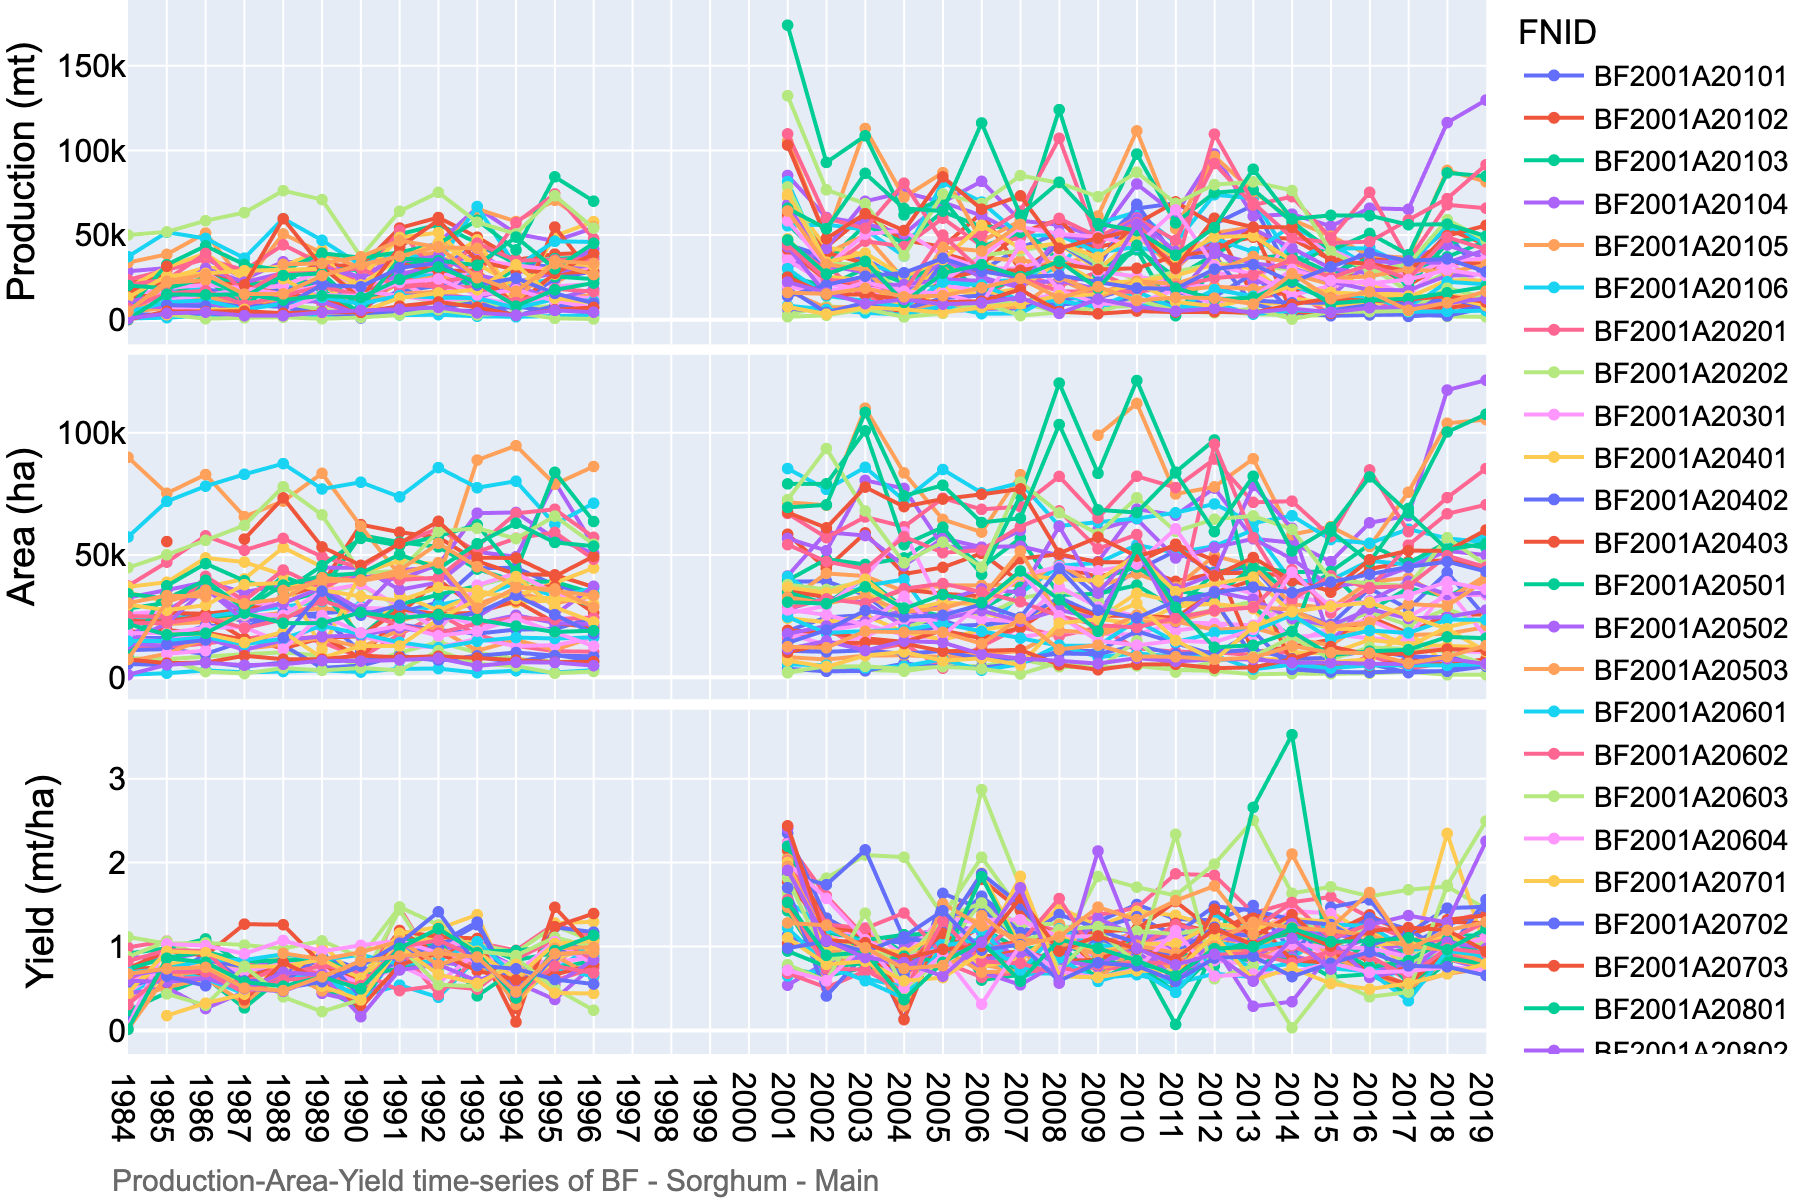 Production (mt)
150k
100k
50k
0
Area (ha)
100k
50k
0
Yield (mt/ha)
3
2
1
0
1984
1985
1986
1987
1988
1989
1990
1991
1992
1993
1994
1995
1996
1997
1998
1999
2000
2001
2002
2003
2004
2005
2006
2007
2008
2009
2010
2011
2012
2013
2014
2015
2016
2017
2018
2019
FNID
BF2001A20101
BF2001A20102
BF2001A20103
BF2001A20104
BF2001A20105
BF2001A20106
BF2001A20201
BF2001A20202
BF2001A20301
BF2001A20401
BF2001A20402
BF2001A20403
BF2001A20501
BF2001A20502
BF2001A20503
BF2001A20601
BF2001A20602
BF2001A20603
BF2001A20604
BF2001A20701
BF2001A20702
BF2001A20703
BF2001A20801
BF2001A20802
Production-Area-Yield time-series of BF - Sorghum - Main